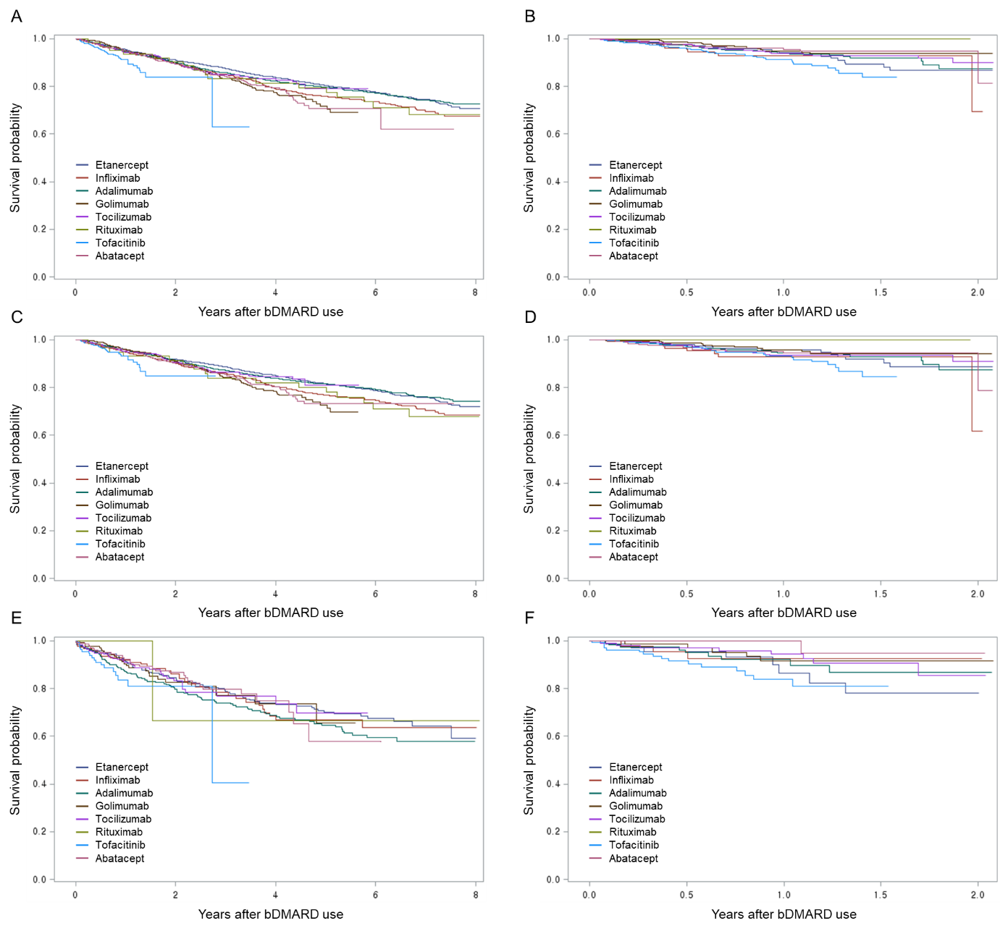 A
1.0
0.8
0.6
0.4
0.2
0.0
Survival probability
Etanercept
Infliximab
Adalimumab
Golimumab
Tocilizumab
Rituximab
Tofacitinib
Abatacept
0 2 4 6 8
Years after bDMARD use
B
1.0
0.8
0.6
0.4
0.2
0.0
Survival probability
Etanercept
Infliximab
Adalimumab
Golimumab
Tocilizumab
Rituximab
Tofacitinib
Abatacept
0.0 0.5 1.0 1.5 2.0
Years after bDMARD use
C
1.0
0.8
0.6
0.4
0.2
0.0
Survival probability
Etanercept
Infliximab
Adalimumab
Golimumab
Tocilizumab
Rituximab
Tofacitinib
Abatacept
0 2 4 6 8
Years after bDMARD use
D
1.0
0.8
0.6
0.4
0.2
0.0
Survival probability
Etanercept
Infliximab
Adalimumab
Golimumab
Tocilizumab
Rituximab
Tofacitinib
Abatacept
0.0 0.5 1.0 1.5 2.0
Years after bDMARD use
E
1.0
0.8
0.6
0.4
0.2
0.0
Survival probability
Etanercept
Infliximab
Adalimumab
Golimumab
Tocilizumab
Rituximab
Tofacitinib
Abatacept
0 2 4 6 8
Years after bDMARD use
F
1.0
0.8
0.6
0.4
0.2
0.0
Survival probability
Etanercept
Infliximab
Adalimumab
Golimumab
Tocilizumab
Rituximab
Tofacitinib
Abatacept
0.0 0.5 1.0 1.5 2.0
Years after bDMARD use